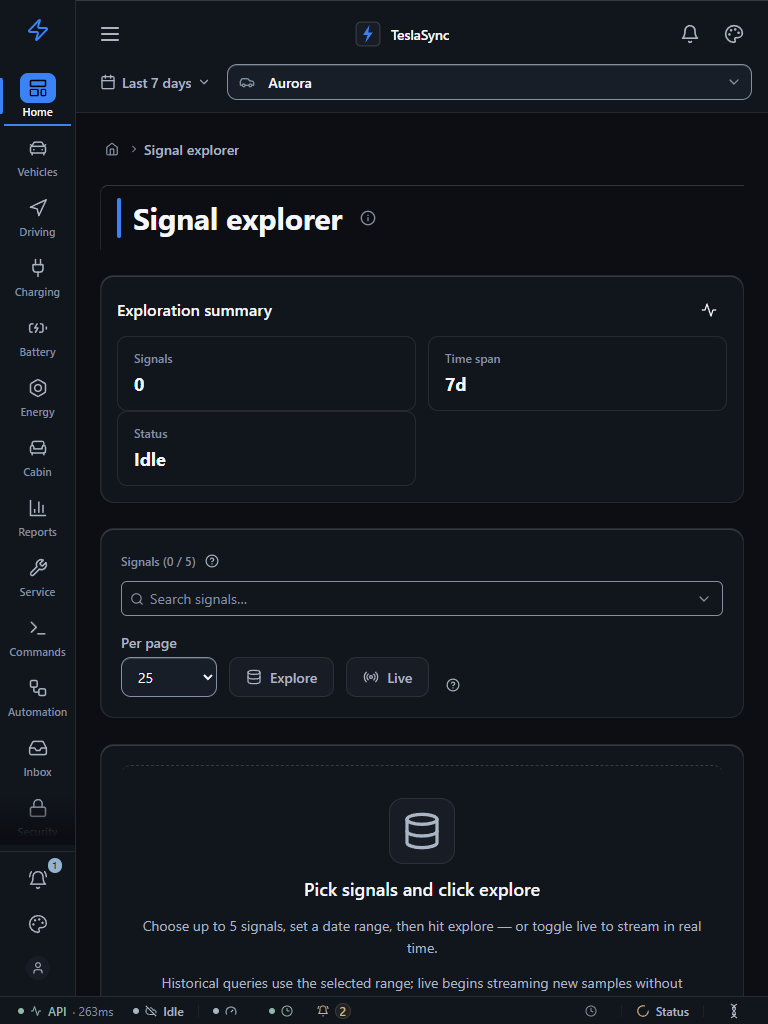 TeslaSync
Last 7 days
Aurora
Home
Vehicles
Driving
Charging
Battery
Energy
Cabin
Reports
Service
Commands
Automation
Inbox
Security
1
Signal explorer
Signal explorer
Exploration summary
Signals
0
Time span
7d
Status
Idle
Signals (0 / 5)
Search signals...
Per page
25
Explore
Live
Pick signals and click explore
Choose up to 5 signals, set a date range, then hit explore — or toggle live to stream in real
time.
Historical queries use the selected range; live begins streaming new samples without
API · 263ms
Idle
2
Status